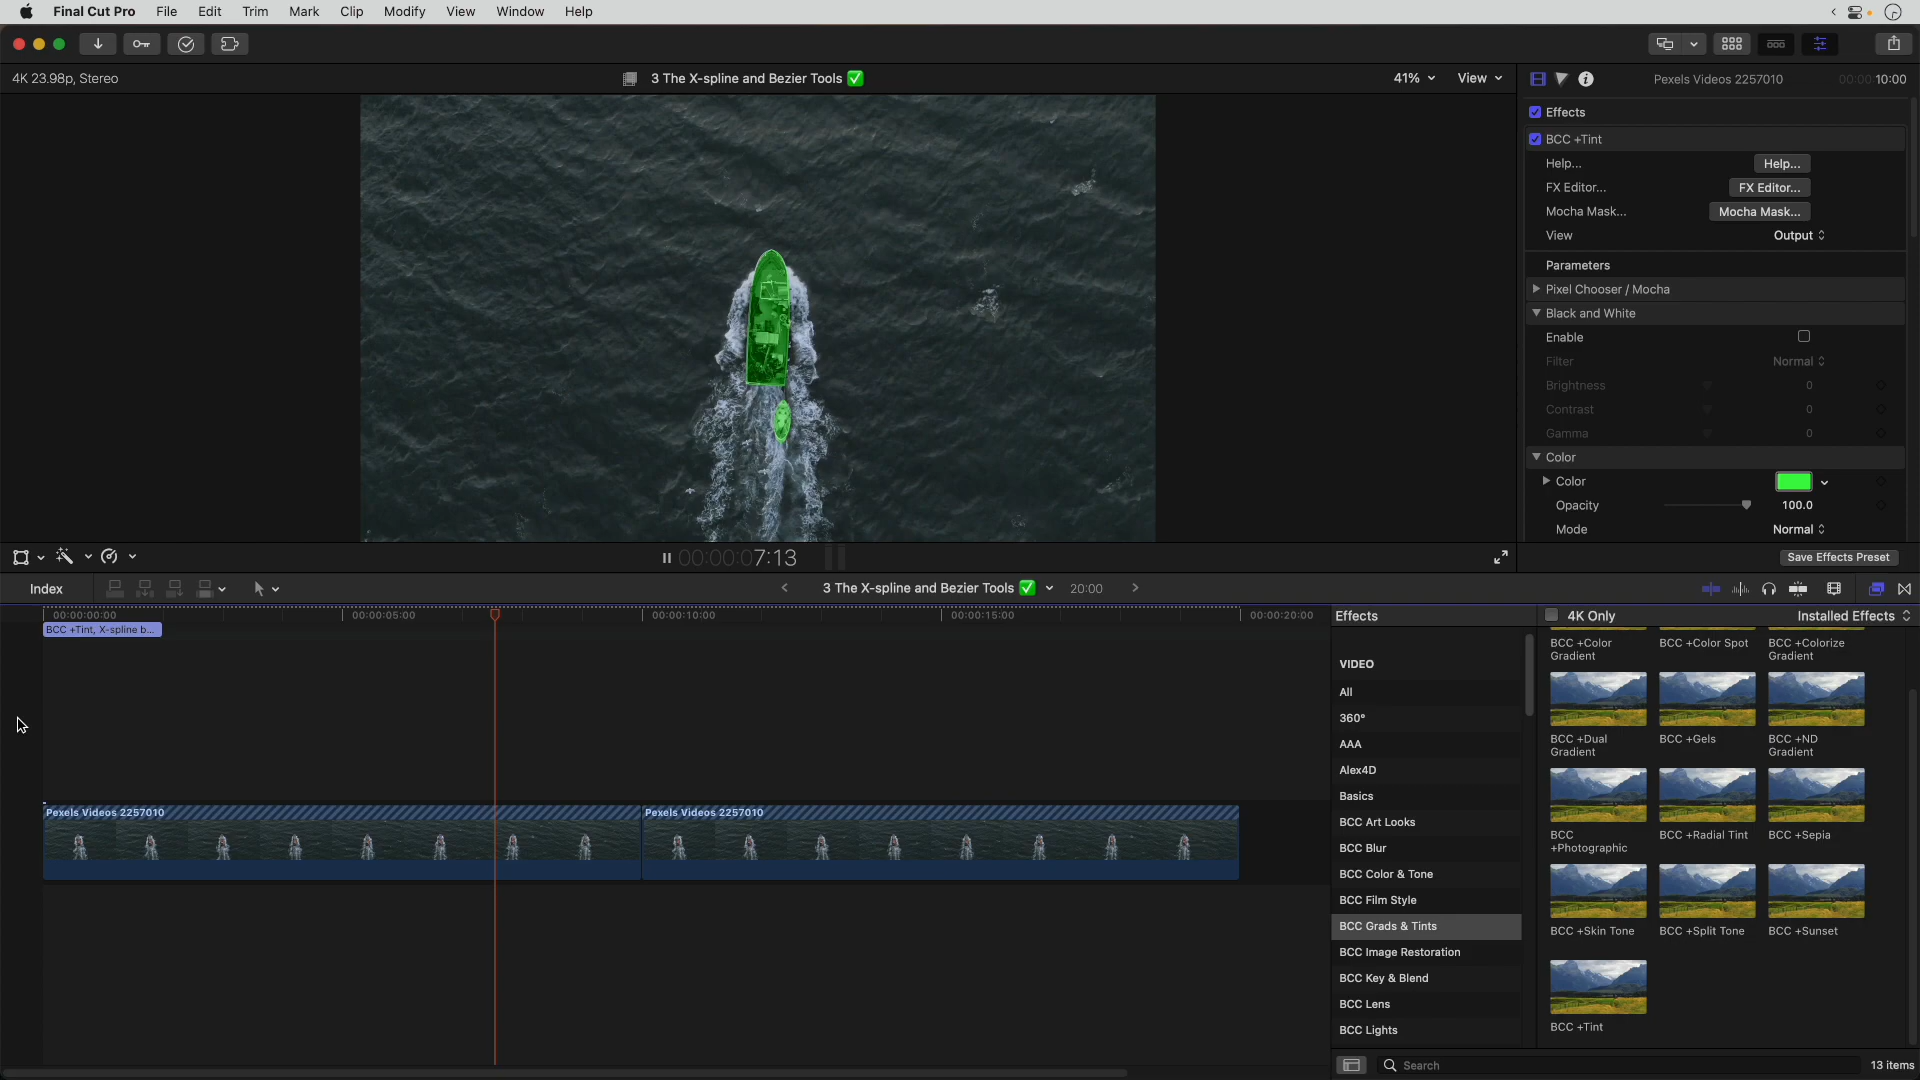 Final Cut Pro File Edit Trim Mark Clip Modify View Window Help
4K 23.98p, Stereo
3 The X-spline and Bezier Tools ✅
41% View
Pexels Videos 2257010
00:00:10:00
Effects
BCC +Tint
Help... Help...
FX Editor... FX Editor...
Mocha Mask... Mocha Mask...
View Output
Parameters
Pixel Chooser / Mocha
Black and White
Enable
Filter Normal
Brightness 0
Contrast 0
Gamma 0
Color
Color
Opacity 100.0
Mode Normal
00:00:07:13
Save Effects Preset
Index
3 The X-spline and Bezier Tools ✅ 20:00
00:00:00:00 00:00:05:00 00:00:10:00 00:00:15:00 00:00:20:00
BCC +Tint, X-spline b...
Pexels Videos 2257010 Pexels Videos 2257010
Effects
4K Only Installed Effects
VIDEO
All
360°
AAA
Alex4D
Basics
BCC Art Looks
BCC Blur
BCC Color & Tone
BCC Film Style
BCC Grads & Tints
BCC Image Restoration
BCC Key & Blend
BCC Lens
BCC Lights
BCC +Color Gradient
BCC +Color Spot
BCC +Colorize Gradient
BCC +Dual Gradient
BCC +Gels
BCC +ND Gradient
BCC +Photographic
BCC +Radial Tint
BCC +Sepia
BCC +Skin Tone
BCC +Split Tone
BCC +Sunset
BCC +Tint
Search
13 items